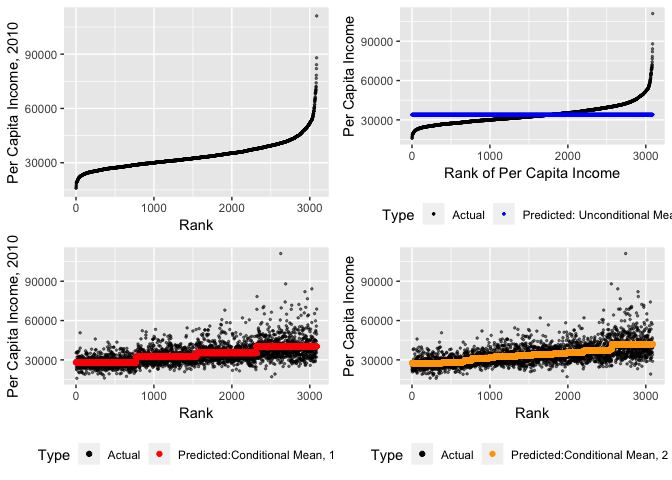 Per Capita Income, 2010
90000
60000
30000
0
1000
2000
3000
Rank
Per Capita Income
90000
60000
30000
0
1000
2000
3000
Rank of Per Capita Income
Type
Actual
Predicted: Unconditional Mea
Per Capita Income, 2010
90000
60000
30000
0
1000
2000
3000
Rank
Type
Actual
Predicted:Conditional Mean, 1
Per Capita Income
90000
60000
30000
0
1000
2000
3000
Rank
Type
Actual
Predicted:Conditional Mean, 2